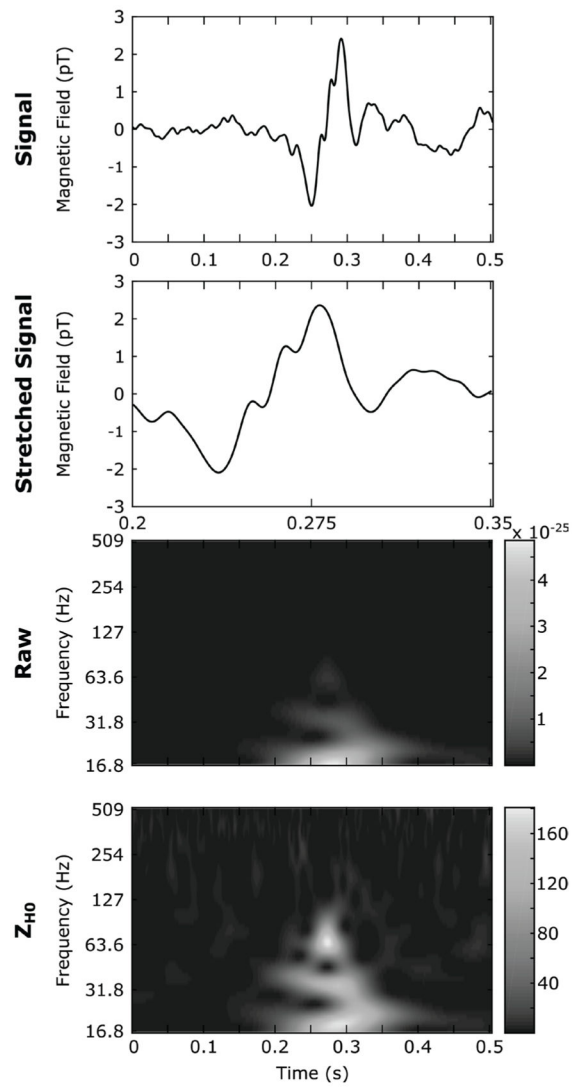 Signal
Magnetic Field (pT)
3
2
1
0
-1
-2
-3
0 0.1 0.2 0.3 0.4 0.5
Stretched Signal
Magnetic Field (pT)
3
2
1
0
-1
-2
-3
0.2 0.275 0.35
Raw
Frequency (Hz)
509
254
127
63.6
31.8
16.8
x 10-25
4
3
2
1
ZH0
Frequency (Hz)
509
254
127
63.6
31.8
16.8
160
120
80
40
0 0.1 0.2 0.3 0.4 0.5
Time (s)